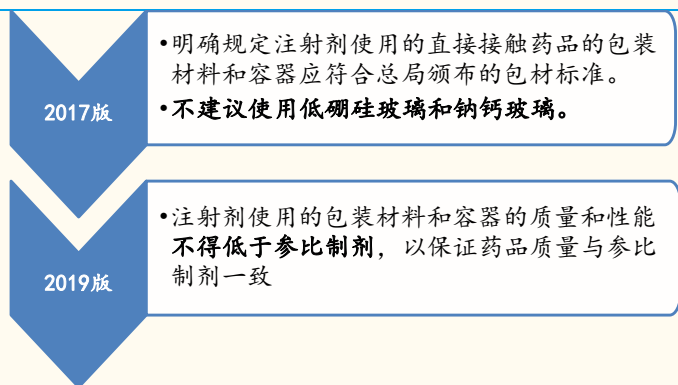 2017版
•明确规定注射剂使用的直接接触药品的包装
材料和容器应符合总局颁布的包材标准。
•不建议使用低硼硅玻璃和钠钙玻璃。
2019版
•注射剂使用的包装材料和容器的质量和性能
不得低于参比制剂，以保证药品质量与参比
制剂一致